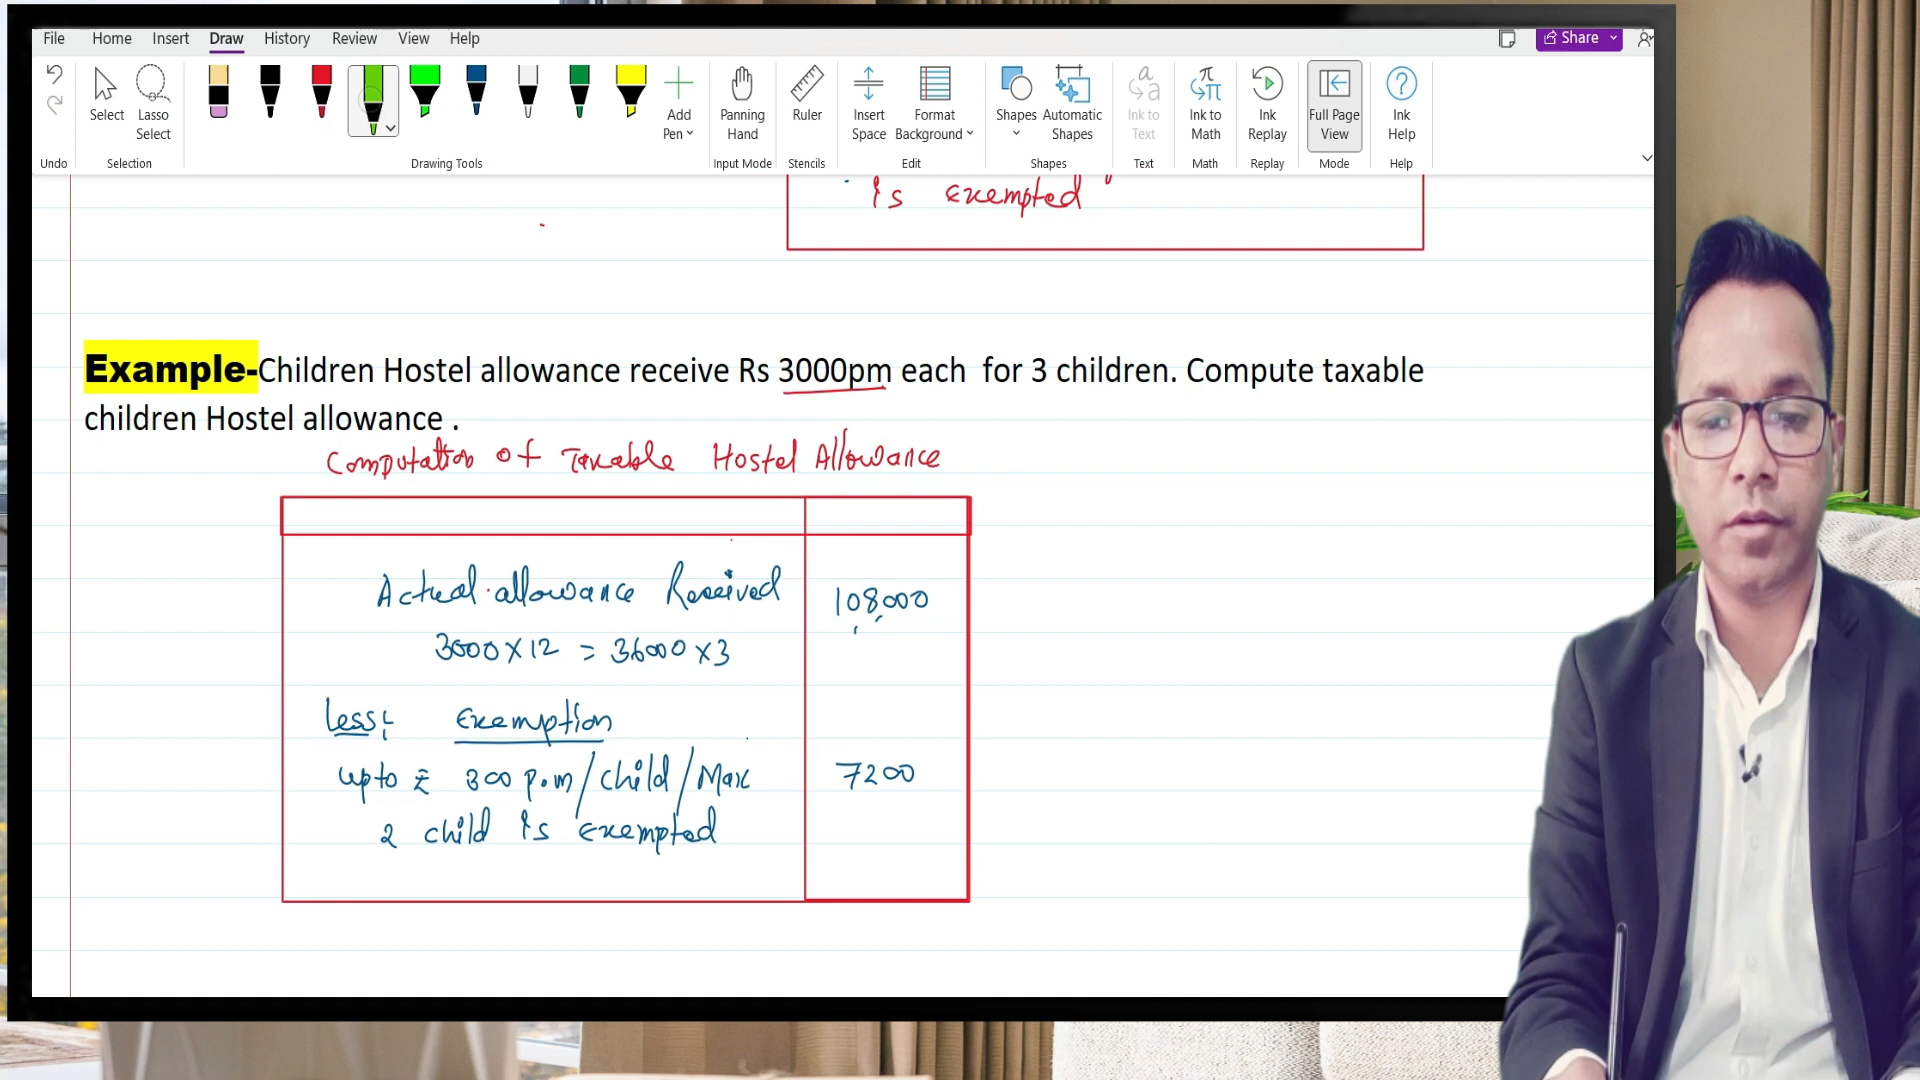 File Home Insert Draw History Review View Help Share
Select Lasso Select Add Pen Panning Hand Ruler Insert Space Format Background Shapes Automatic Shapes Ink to Text Ink to Math Ink Replay Full Page View Ink Help
Undo Selection Drawing Tools Input Mode Stencils Edit Shapes Text Math Replay Mode Help
is exempted
Example-Children Hostel allowance receive Rs 3000pm each for 3 children. Compute taxable
children Hostel allowance .
Computation of Taxable Hostel Allowance
Actual allowance Received 108000
3000 X 12 = 36000 X 3
Less: Exemption
upto ₹ 300 p.m/child/Max 7200
2 child is exempted